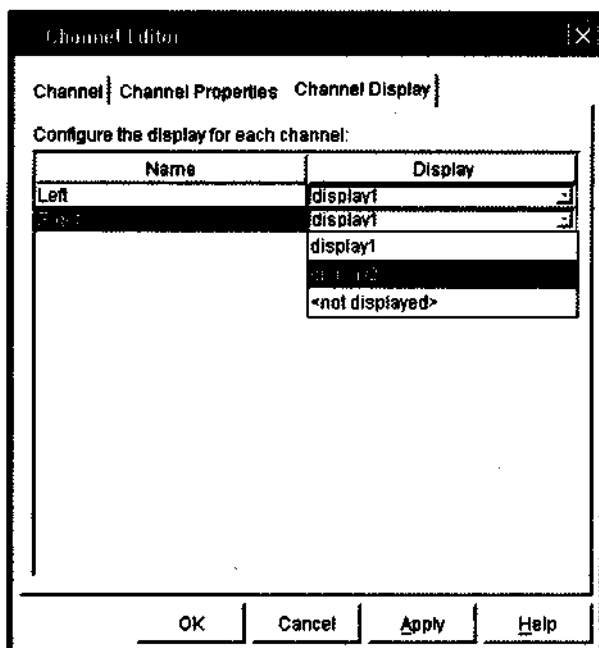 Channel Editor
Channel Channel Properties Channel Display
Configure the display for each channel:
Name Display
Left display1
display1
display1
<not displayed>
OK Cancel Apply Help